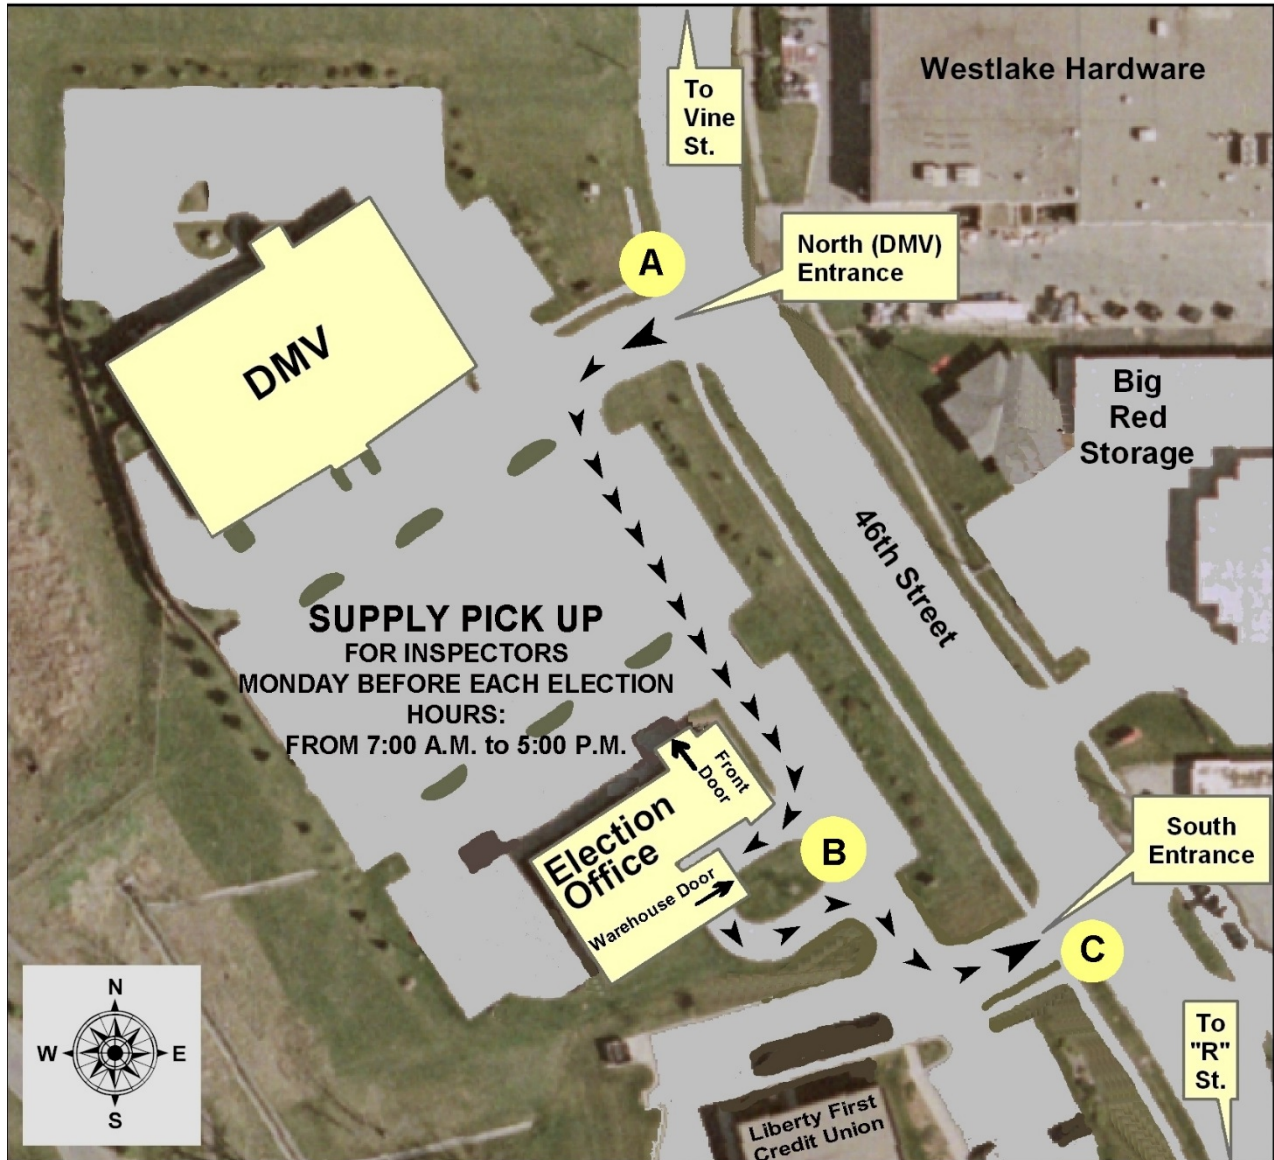 To
Vine
St.
Westlake Hardware
A
North (DMV)
Entrance
DMV
Big
Red
Storage
46th Street
SUPPLY PICK UP
FOR INSPECTORS
MONDAY BEFORE EACH ELECTION
HOURS:
FROM 7:00 A.M. to 5:00 P.M.
Front
Door
Election
Office
Warehouse Door
B
South
Entrance
C
N
W
E
S
To
"R"
St.
Liberty First
Credit Union